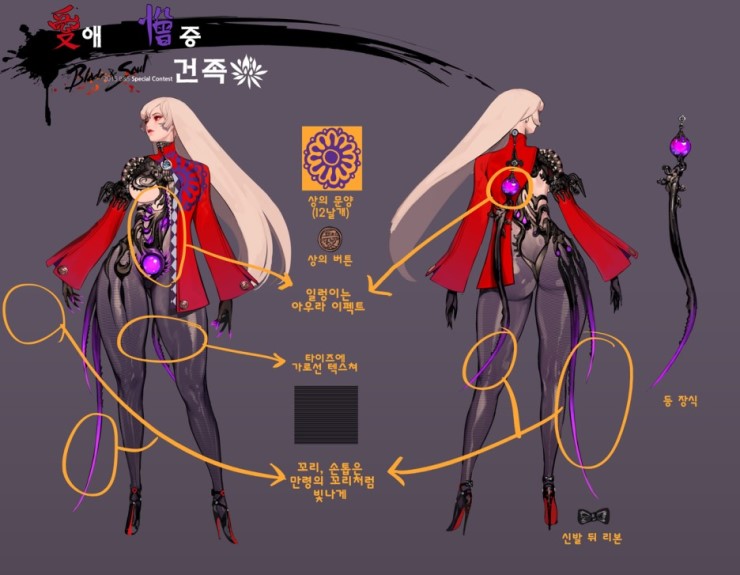 愛애 憎증
Blade & Soul
2015 B&S Special Contest
건족
상의 문양
(12날개)
상의 버튼
일렁이는
아우라 이펙트
타이즈에
가로선 텍스쳐
꼬리, 손톱은
만령의 꼬리처럼
빛나게
등 장식
신발 뒤 리본